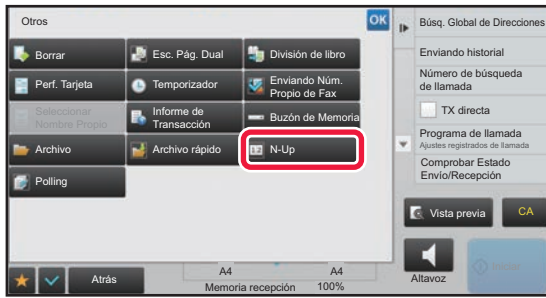 Otros
OK
Borrar
Esc. Pág. Dual
División de libro
Perf. Tarjeta
Temporizador
Enviando Núm.
Propio de Fax
Seleccionar
Nombre Propio
Informe de
Transacción
Buzón de Memoria
Archivo
Archivo rápido
N-Up
Polling
Atrás
A4
A4
Memoria recepción
100%
Búsq. Global de Direcciones
Enviando historial
Número de búsqueda
de llamada
TX directa
Programa de llamada
Ajustes registrados de llamada
Comprobar Estado
Envío/Recepción
Vista previa
CA
Altavoz